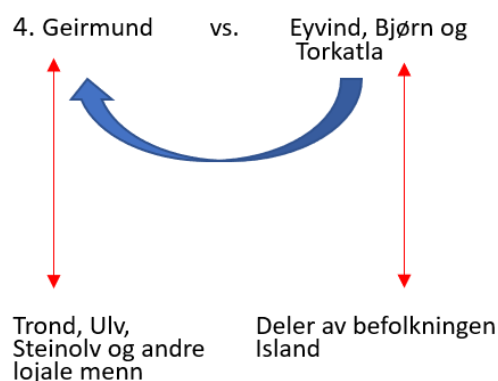 4. Geirmund vs. Eyvind, Bjørn og
Torkatla
Trond, Ulv,
Steinolv og andre
lojale menn
Deler av befolkningen
Island